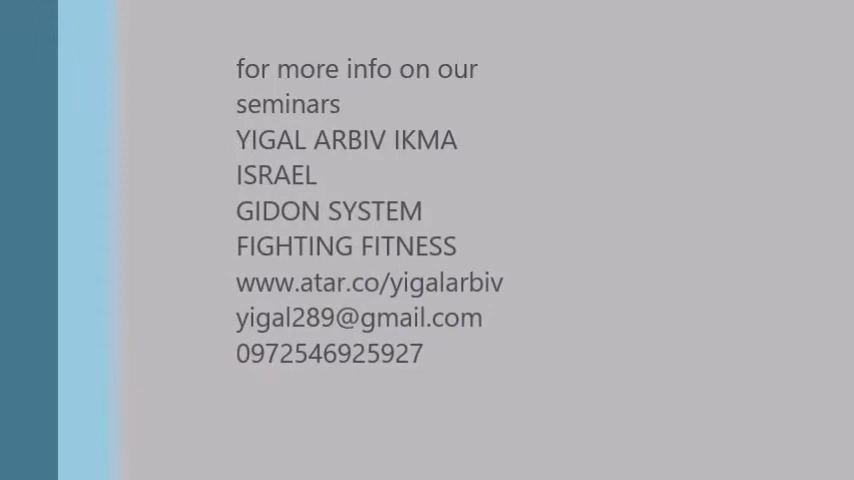 for more info on our
seminars
YIGAL ARBIV IKMA
ISRAEL
GIDON SYSTEM
FIGHTING FITNESS
www.atar.co/yigalarbiv
yigal289@gmail.com
0972546925927